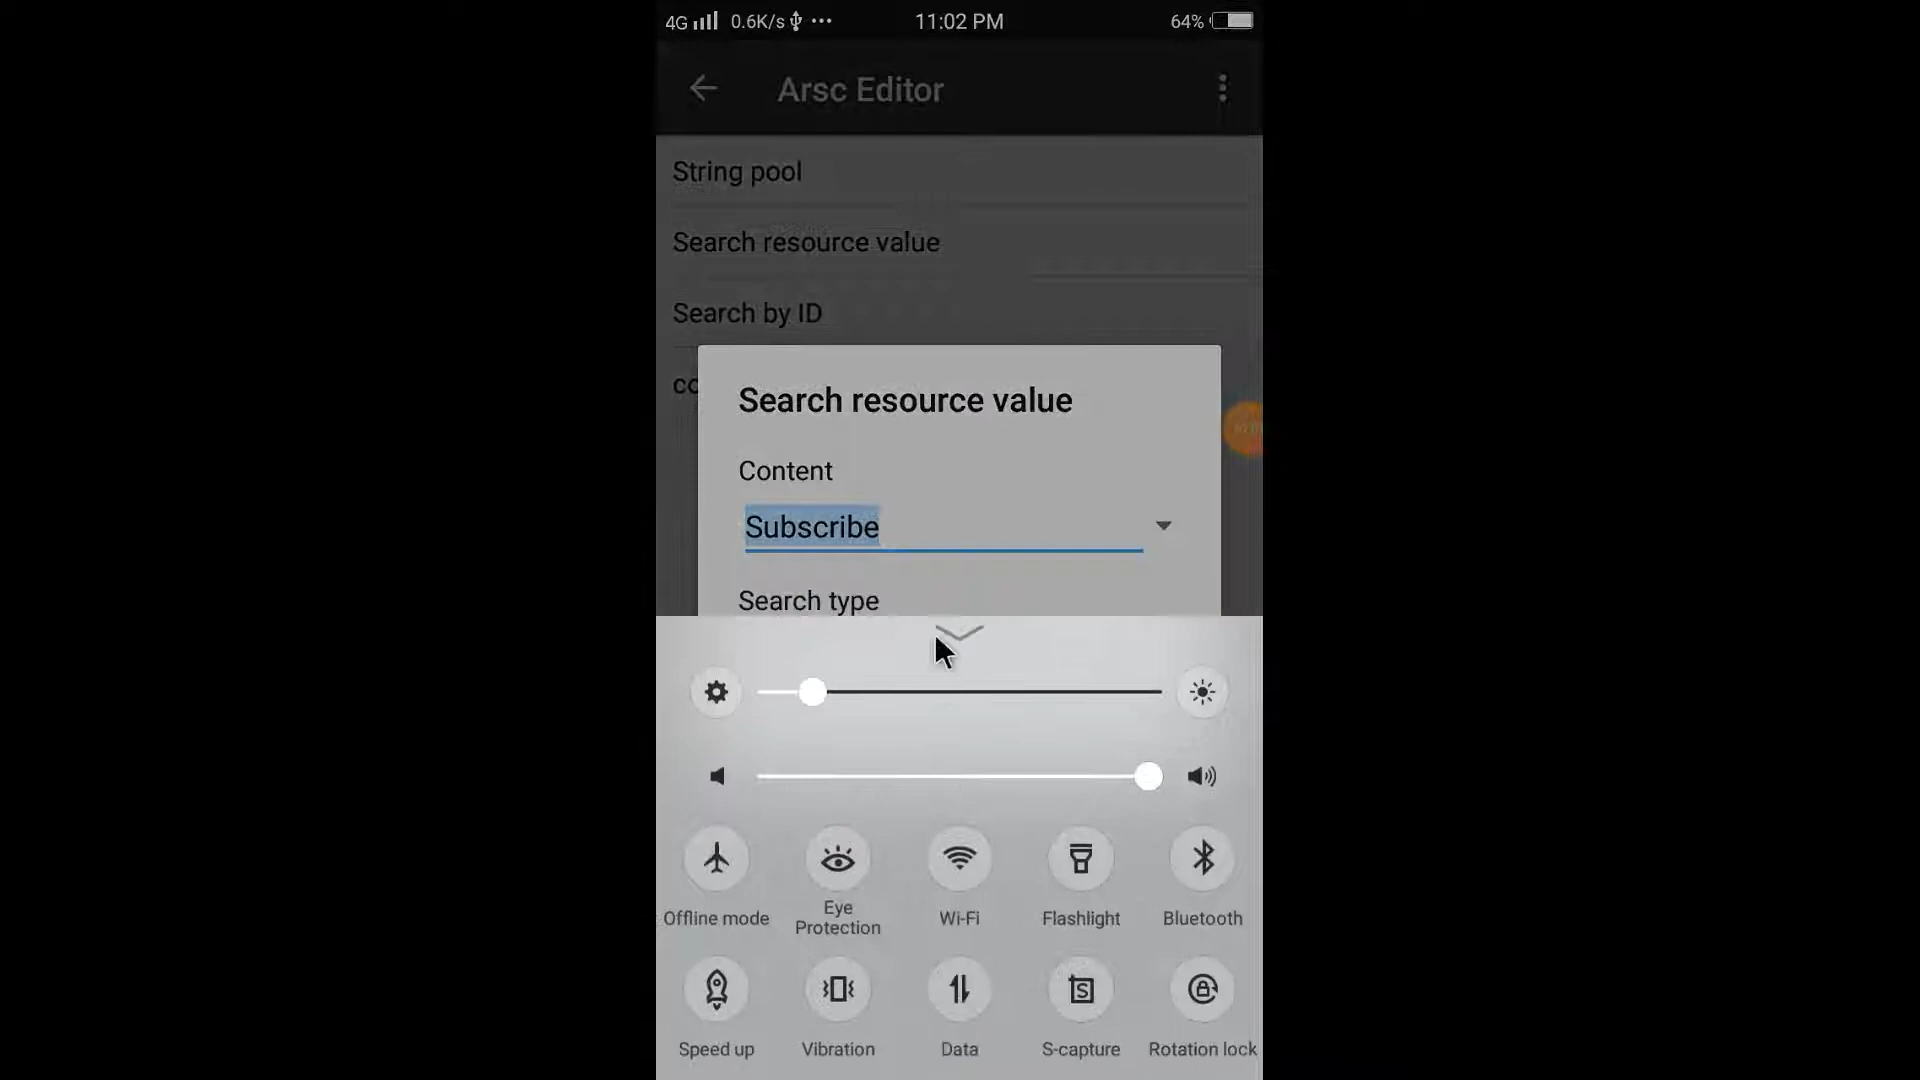 4G 0.6K/s ··· 11:02 PM 64%
Arsc Editor
String pool
Search resource value
Search by ID
co
Search resource value
Content
Subscribe
Search type
Offline mode
Eye Protection
Wi-Fi
Flashlight
Bluetooth
Speed up
Vibration
Data
S-capture
Rotation lock